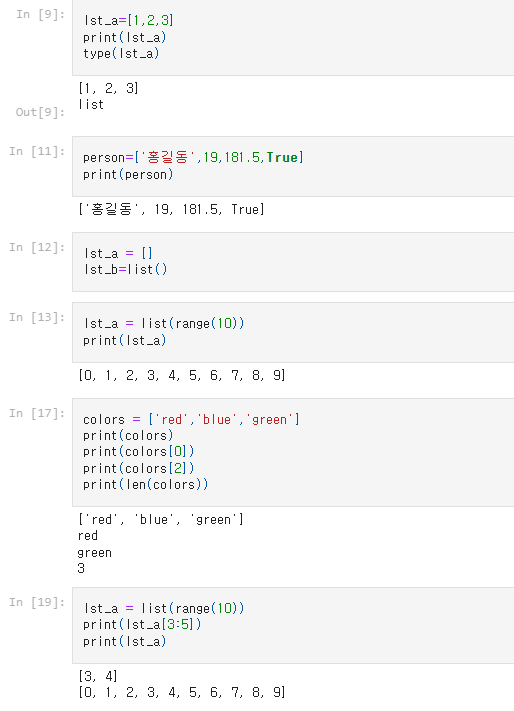 In [9]:
lst_a=[1,2,3]
print(lst_a)
type(lst_a)
[1, 2, 3]
Out[9]: list
In [11]:
person=['홍길동',19,181.5,True]
print(person)
['홍길동', 19, 181.5, True]
In [12]:
lst_a = []
lst_b=list()
In [13]:
lst_a = list(range(10))
print(lst_a)
[0, 1, 2, 3, 4, 5, 6, 7, 8, 9]
In [17]:
colors = ['red','blue','green']
print(colors)
print(colors[0])
print(colors[2])
print(len(colors))
['red', 'blue', 'green']
red
green
3
In [19]:
lst_a = list(range(10))
print(lst_a[3:5])
print(lst_a)
[3, 4]
[0, 1, 2, 3, 4, 5, 6, 7, 8, 9]